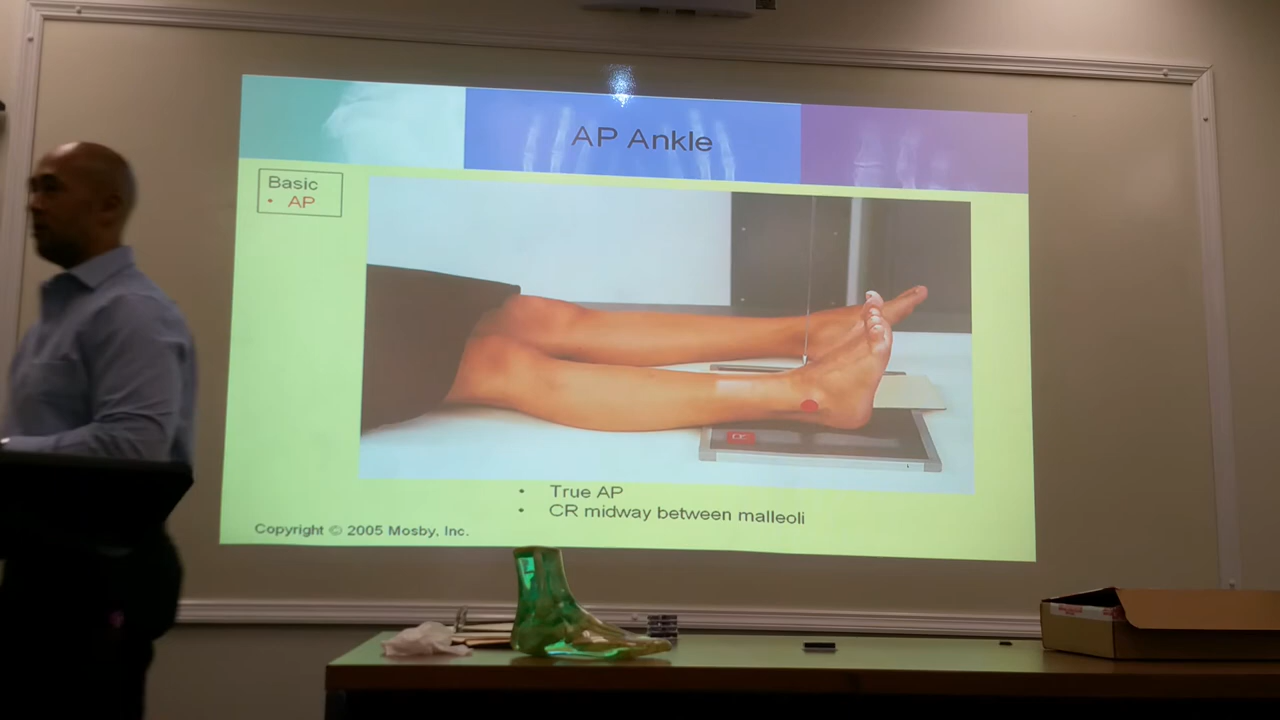 AP Ankle
Basic
• AP
• True AP
• CR midway between malleoli
Copyright © 2005 Mosby, Inc.